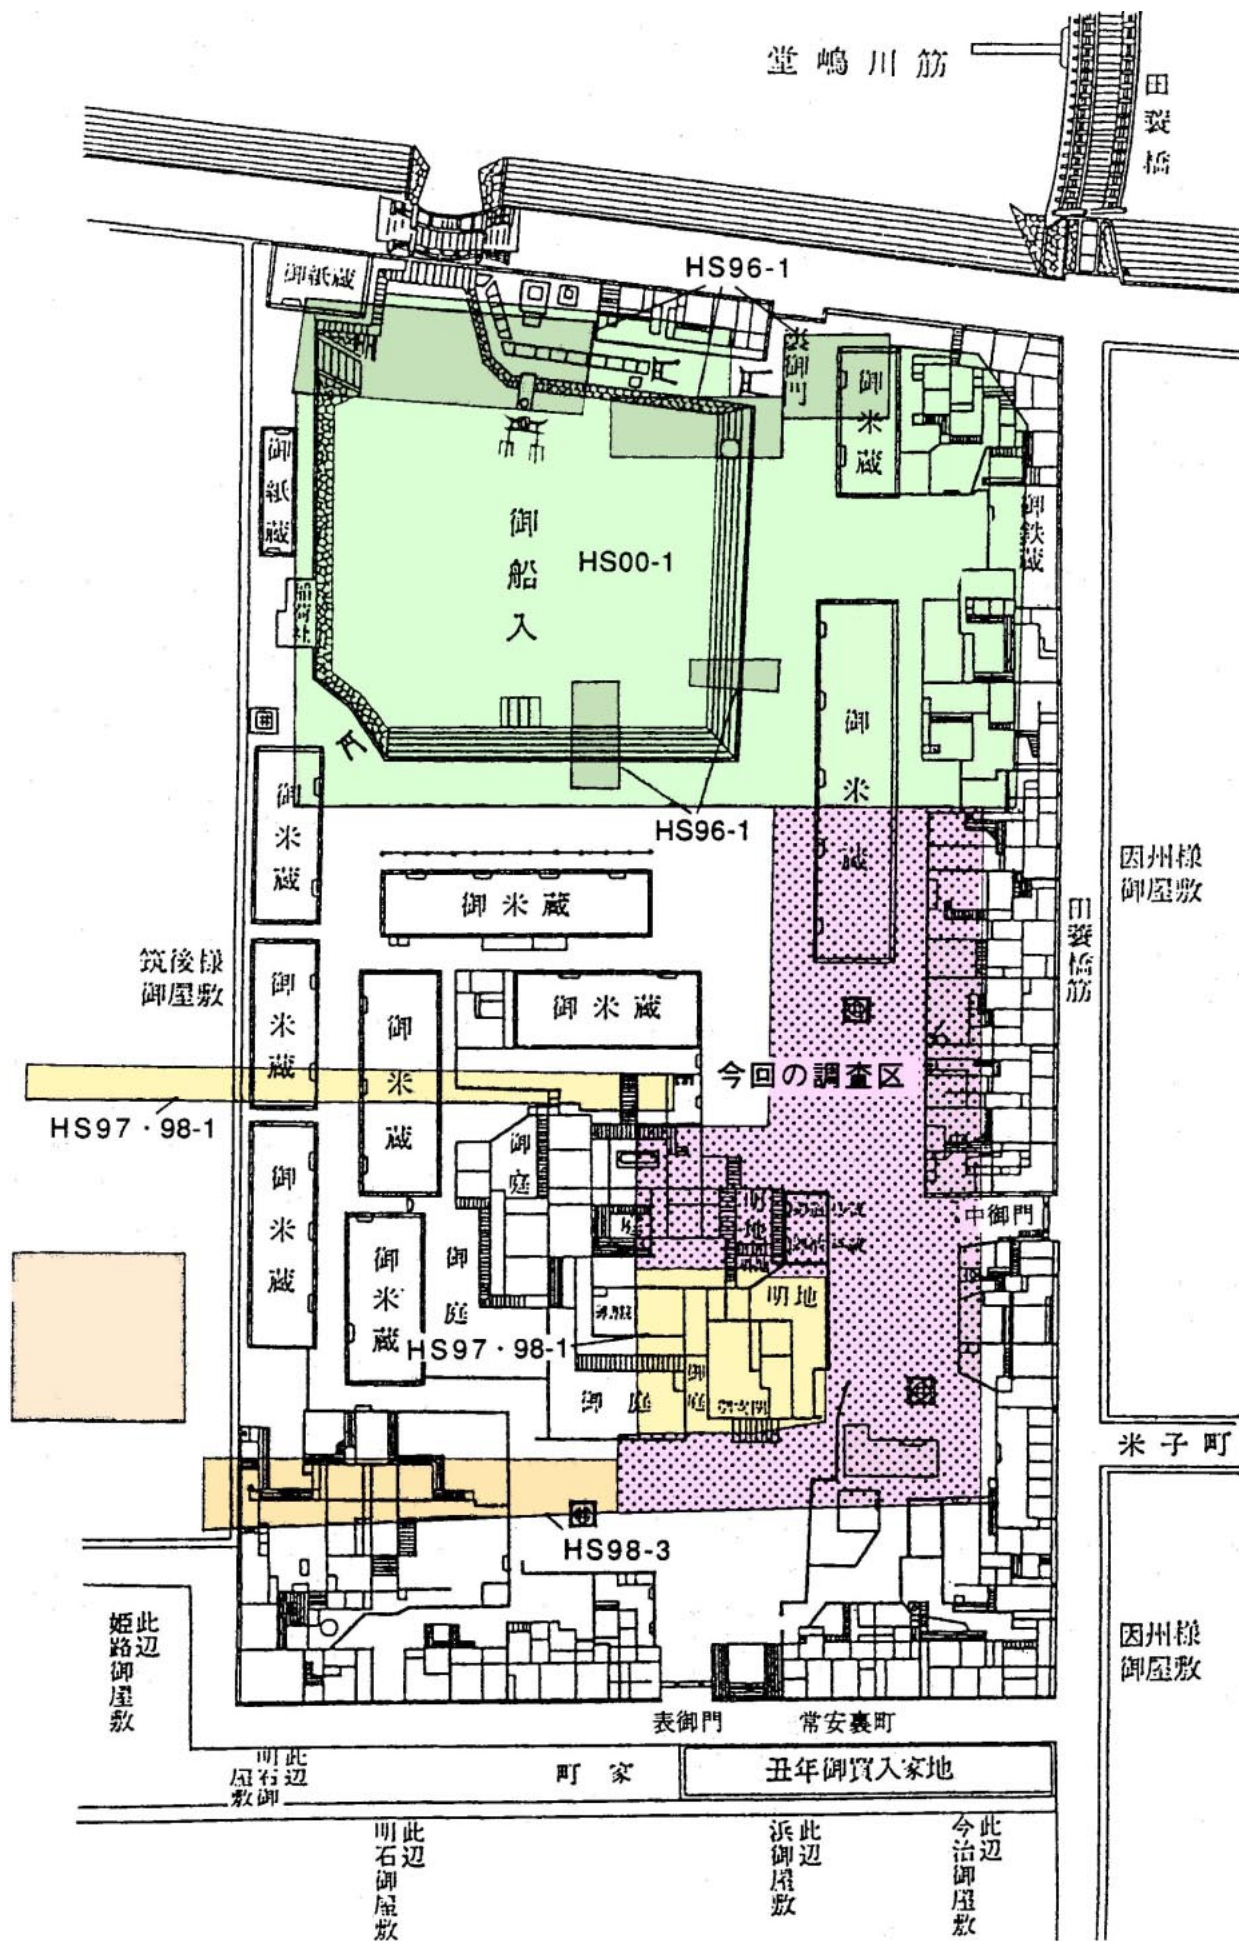 堂嶋川筋
田簑橋
HS96-1
御紙蔵
浜御門
御米蔵
御紙蔵
御船入
HS00-1
御鉄蔵
稲荷社
井
御米蔵
HS96-1
御米蔵
御米蔵
因州様
御屋敷
田簑橋筋
筑後様
御屋敷
御米蔵
御米蔵
御米蔵
今回の調査区
HS97・98-1
御庭
御米蔵
明地
中御門
御米蔵
御庭
明地
HS97・98-1
御庭
御庭
米子町
HS98-3
此辺
姫路御屋敷
因州様
御屋敷
表御門
常安裏町
此辺
明石御
屋敷
町家
丑年御買入家地
此辺
明石御屋敷
此辺
浜御屋敷
此辺
今治御屋敷